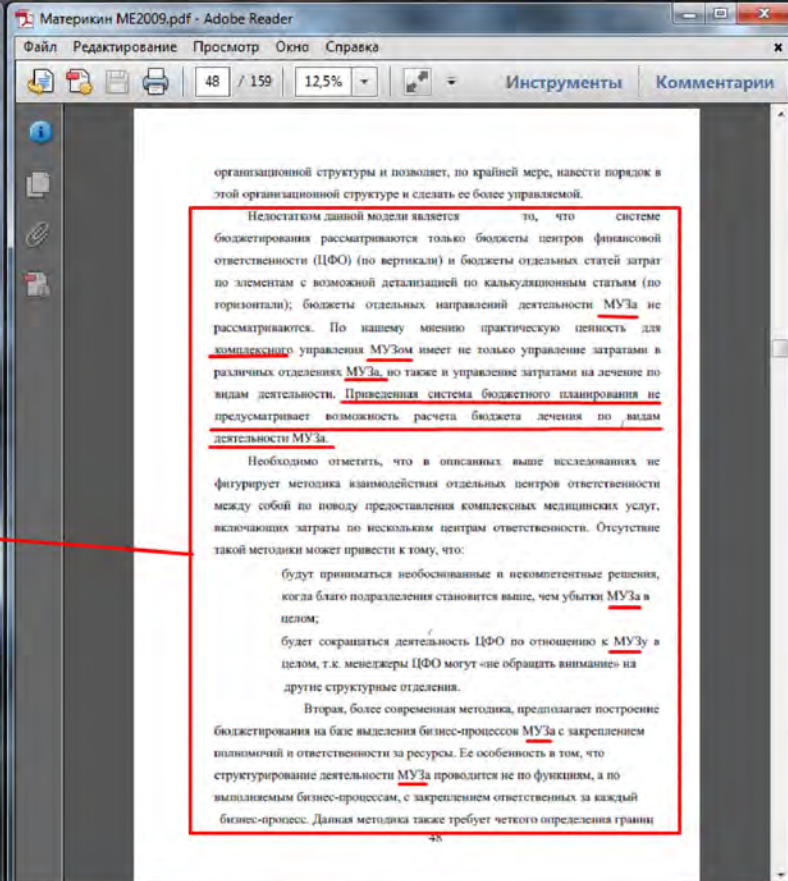 Материкин МЕ2009.pdf - Adobe Reader
Файл Редактирование Просмотр Окно Справка
48 / 159 12,5% Инструменты Комментарии
организационной структуры и позволяет, по крайней мере, навести порядок в
этой организационной структуре и сделать ее более управляемой.
Недостатком данной модели является то, что системе
бюджетирования рассматриваются только бюджеты центров финансовой
ответственности (ЦФО) (по вертикали) и бюджеты отдельных статей затрат
по элементам с возможной детализацией по калькуляционным статьям (по
горизонтали); бюджеты отдельных направлений деятельности МУЗа не
рассматриваются. По нашему мнению практическую ценность для
комплексного управления МУЗом имеет не только управление затратами в
различных отделениях МУЗа, но также и управление затратами на лечение по
видам деятельности. Приведенная система бюджетного планирования не
предусматривает возможность расчета бюджета лечения по видам
деятельности МУЗа.
Необходимо отметить, что в описанных выше исследованиях не
фигурирует методика взаимодействия отдельных центров ответственности
между собой по поводу предоставления комплексных медицинских услуг,
включающих затраты по нескольким центрам ответственности. Отсутствие
такой методики может привести к тому, что:
будут приниматься необоснованные и некомпетентные решения,
когда благо подразделения становится выше, чем убытки МУЗа в
целом;
будет сокращаться деятельность ЦФО по отношению к МУЗу в
целом, т.к. менеджеры ЦФО могут «не обращать внимание» на
другие структурные отделения.
Вторая, более современная методика, предполагает построение
бюджетирования на базе выделения бизнес-процессов МУЗа с закреплением
полномочий и ответственности за ресурсы. Ее особенность в том, что
структурирование деятельности МУЗа проводится не по функциям, а по
выполняемым бизнес-процессам, с закреплением ответственных за каждый
бизнес-процесс. Данная методика также требует четкого определения границ
48